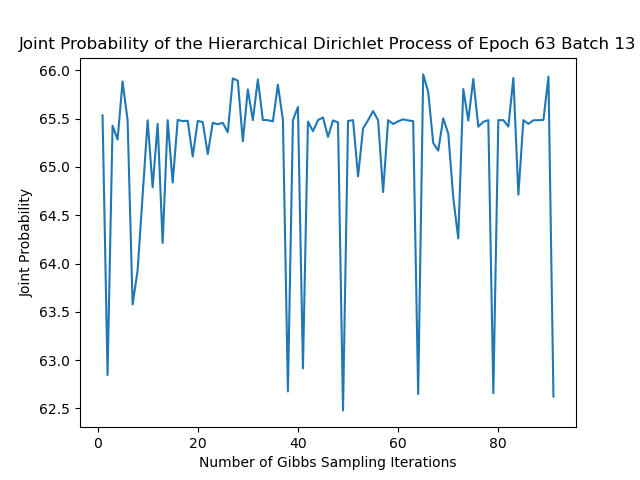 Joint Probability of the Hierarchical Dirichlet Process of Epoch 63 Batch 13
66.0
65.5
65.0
64.5
64.0
63.5
63.0
62.5
Joint Probability
0 20 40 60 80
Number of Gibbs Sampling Iterations